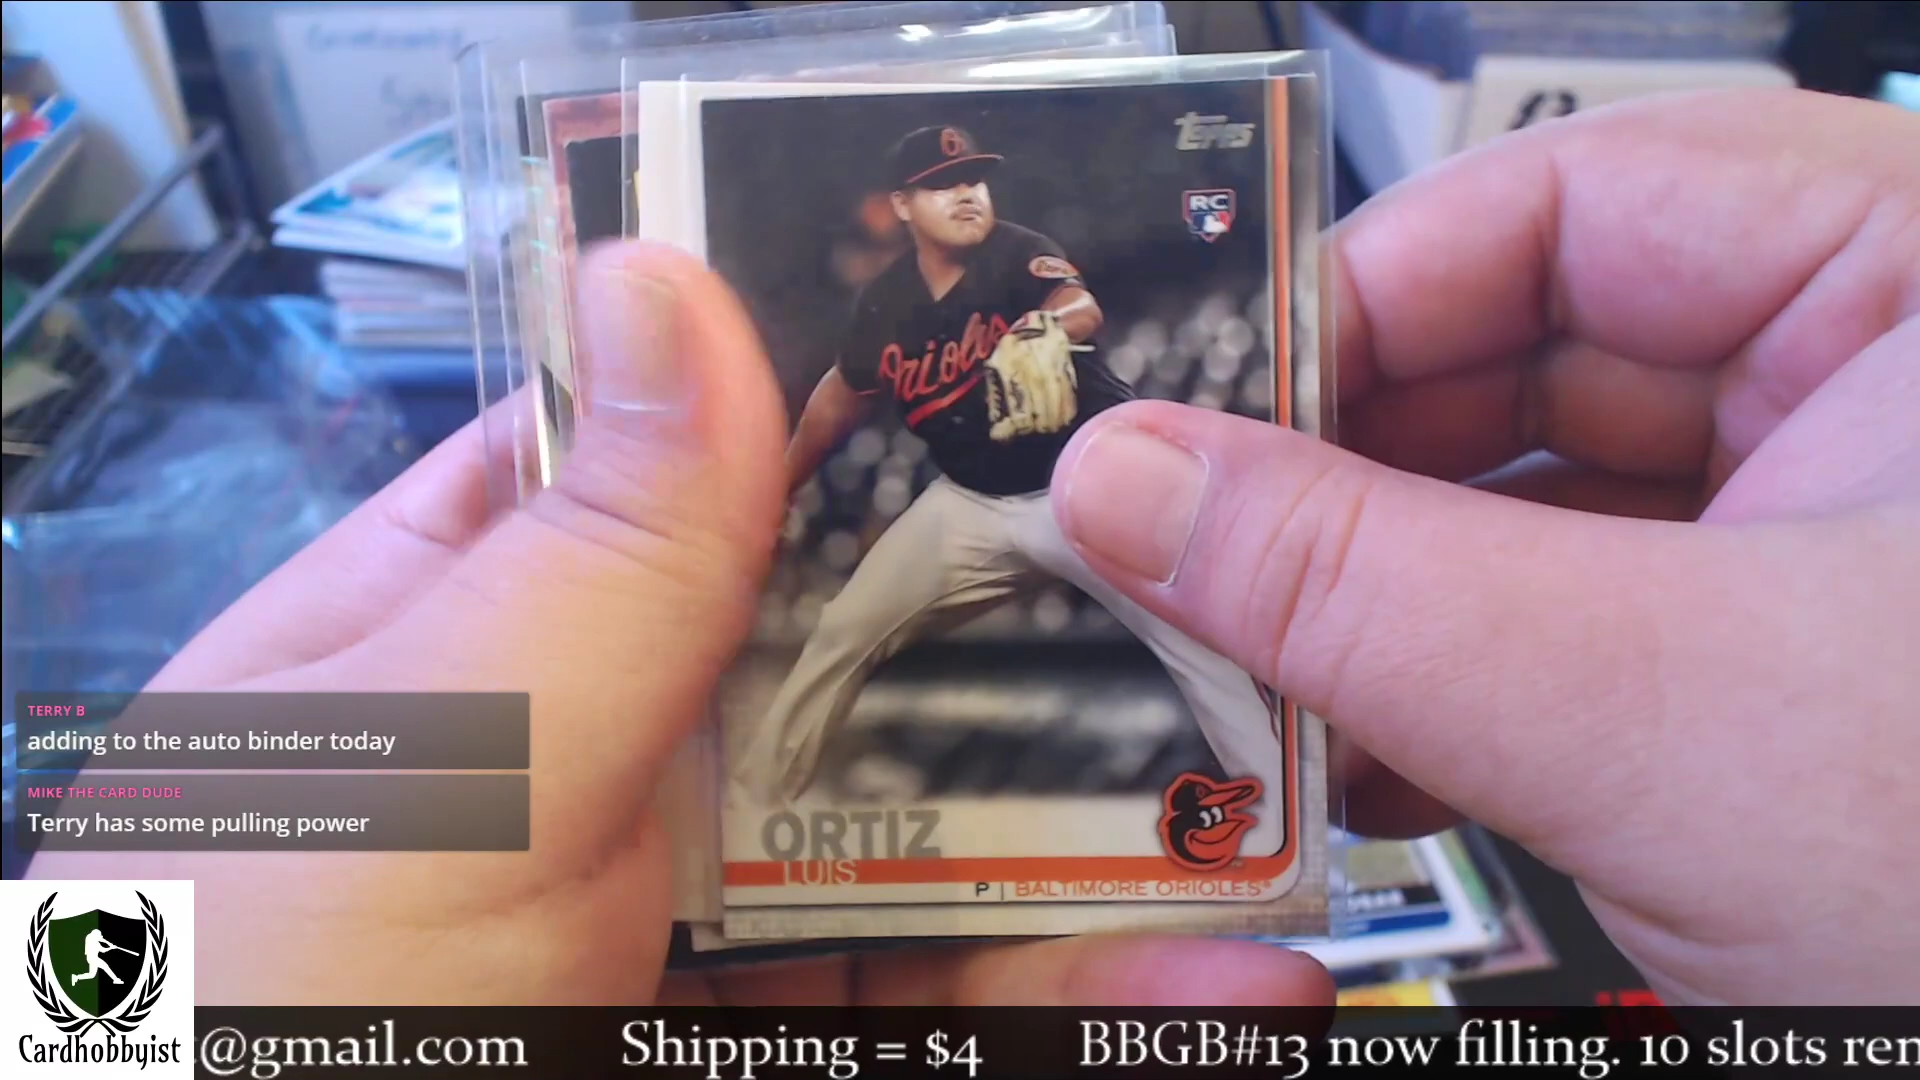 Topps
RC
Orioles
ORTIZ
LUIS
P | BALTIMORE ORIOLES
TERRY B
adding to the auto binder today
MIKE THE CARD DUDE
Terry has some pulling power
Cardhobbyist
@gmail.com Shipping = $4 BBGB#13 now filling. 10 slots